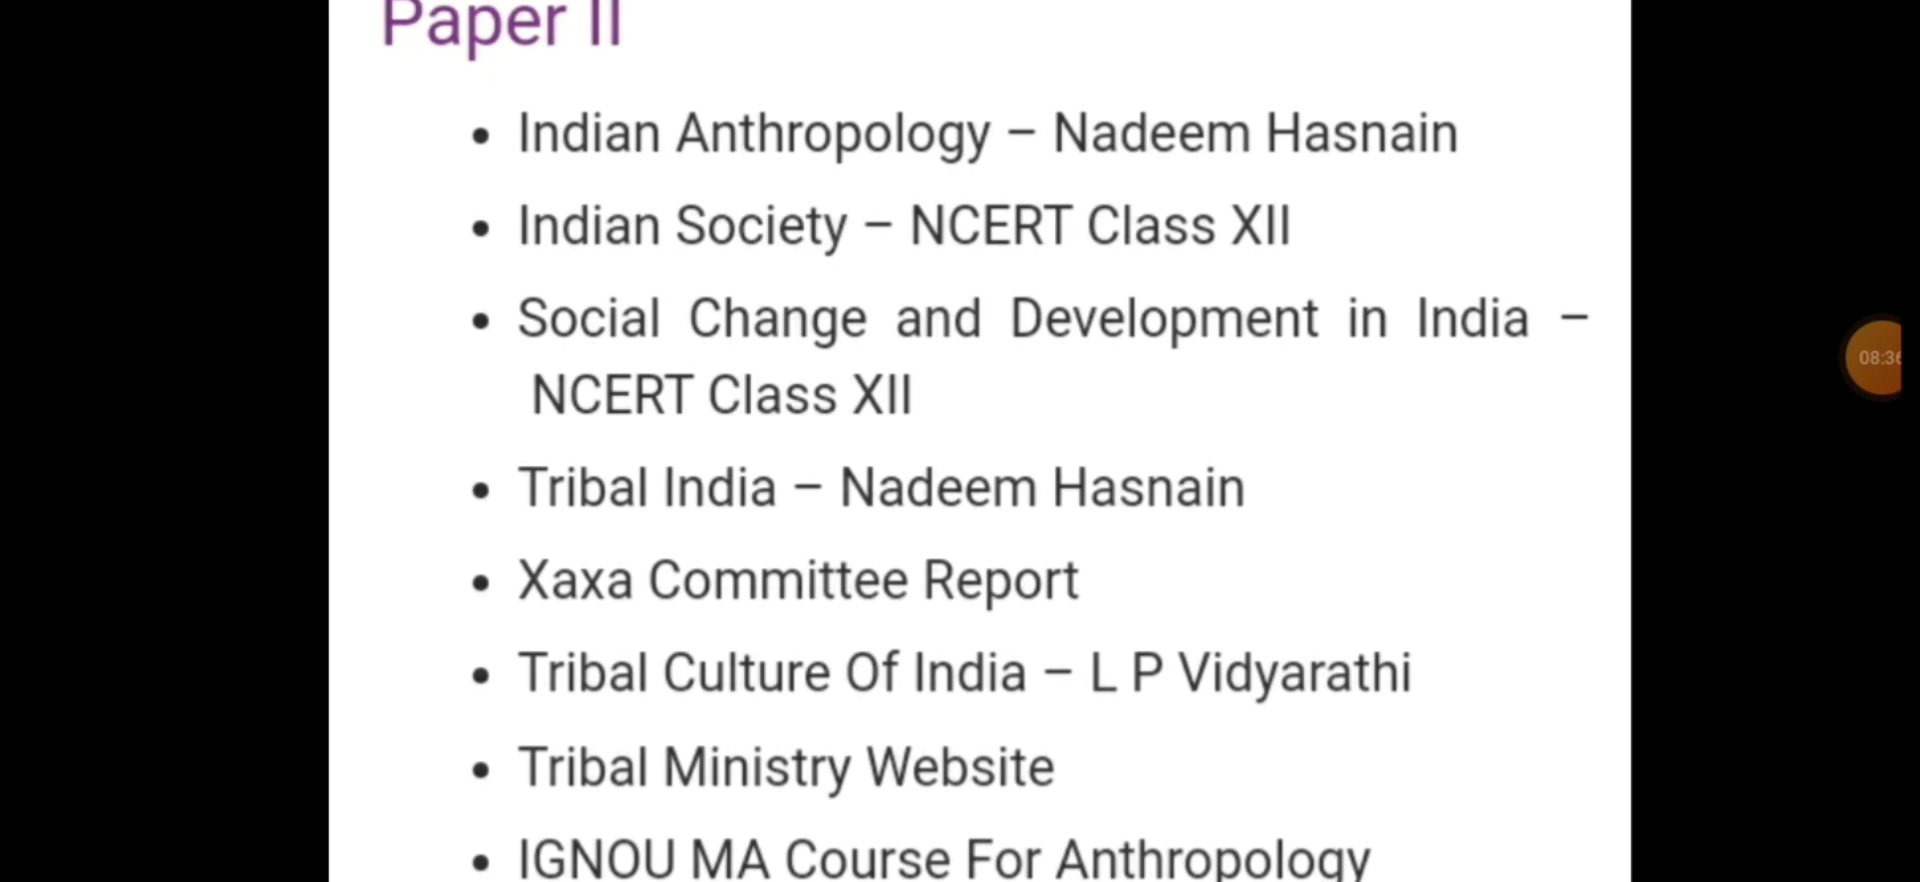 Paper II
• Indian Anthropology – Nadeem Hasnain
• Indian Society – NCERT Class XII
• Social Change and Development in India –
NCERT Class XII
• Tribal India – Nadeem Hasnain
• Xaxa Committee Report
• Tribal Culture Of India – L P Vidyarathi
• Tribal Ministry Website
• IGNOU MA Course For Anthropology
08:36